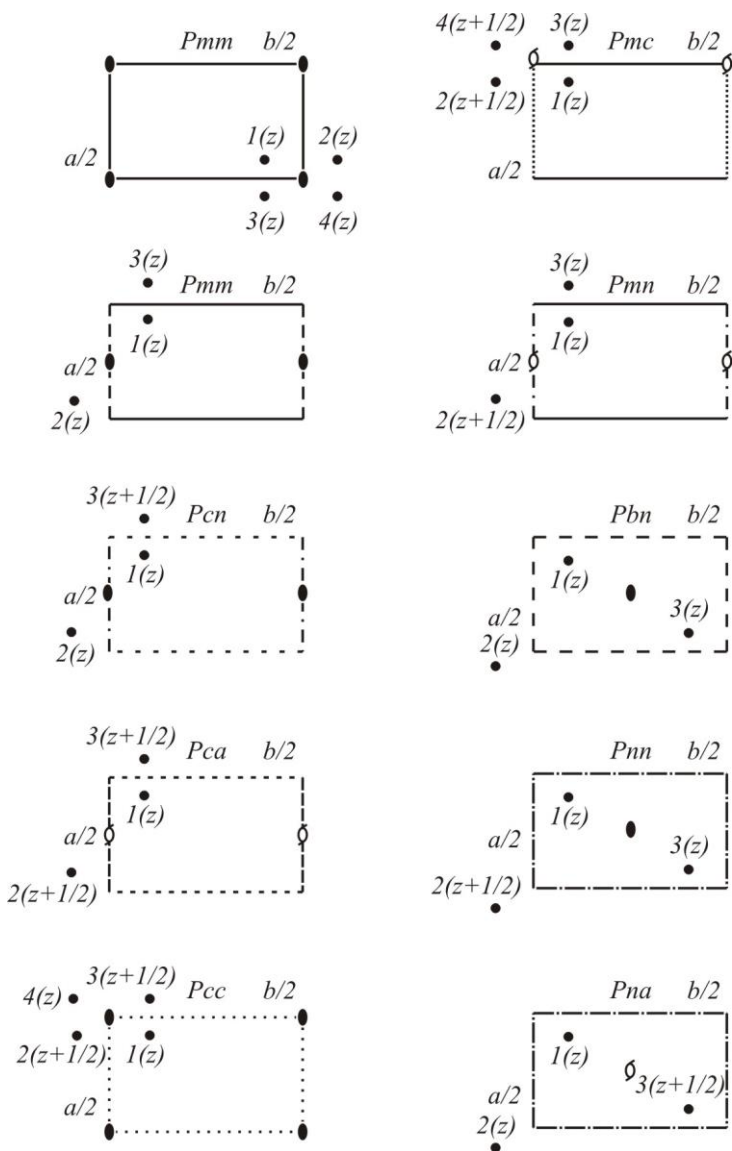 Pmm b/2
1(z) 2(z)
a/2
3(z) 4(z)
4(z+1/2) 3(z)
Pmc b/2
2(z+1/2) 1(z)
a/2
3(z)
Pmm b/2
1(z)
a/2
2(z)
3(z)
Pmn b/2
1(z)
a/2
2(z+1/2)
3(z+1/2)
Pcn b/2
1(z)
a/2
2(z)
Pbn b/2
1(z)
a/2
3(z)
2(z)
3(z+1/2)
Pca b/2
1(z)
a/2
2(z+1/2)
Pnn b/2
1(z)
a/2
3(z)
2(z+1/2)
3(z+1/2)
4(z) Pcc b/2
2(z+1/2) 1(z)
a/2
Pna b/2
1(z)
3(z+1/2)
a/2
2(z)